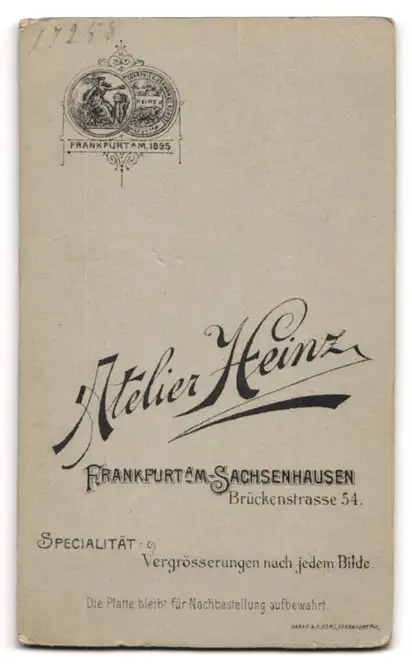 17258
FRANKFURT A/M. 1895
Atelier Heinz
FRANKFURT A/M.-SACHSENHAUSEN
Brückenstrasse 54.
SPECIALITÄT:
Vergrösserungen nach jedem Bilde.
Die Platte bleibt für Nachbestellung aufbewahrt.